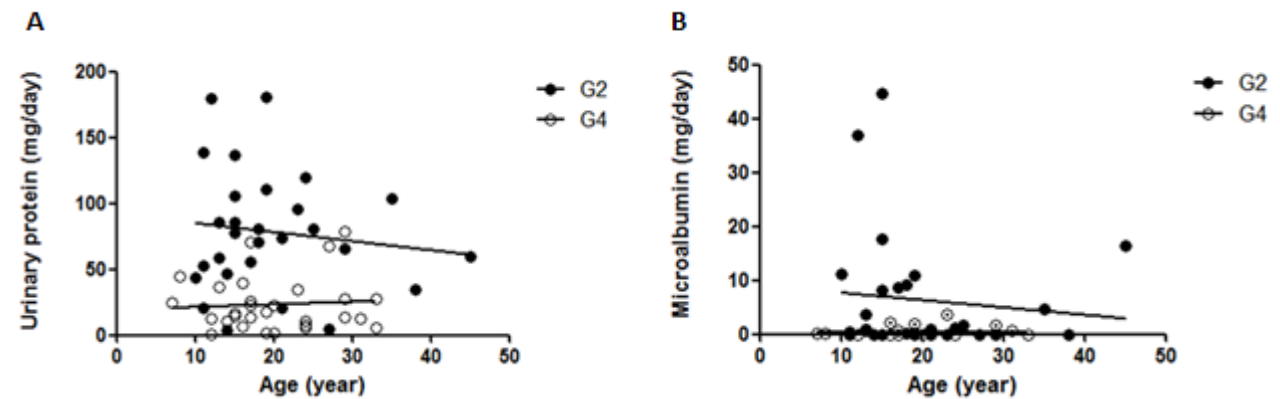 A
Urinary protein (mg/day)
200
150
100
50
0
0 10 20 30 40 50
Age (year)
G2
G4
B
Microalbumin (mg/day)
50
40
30
20
10
0
0 10 20 30 40 50
Age (year)
G2
G4